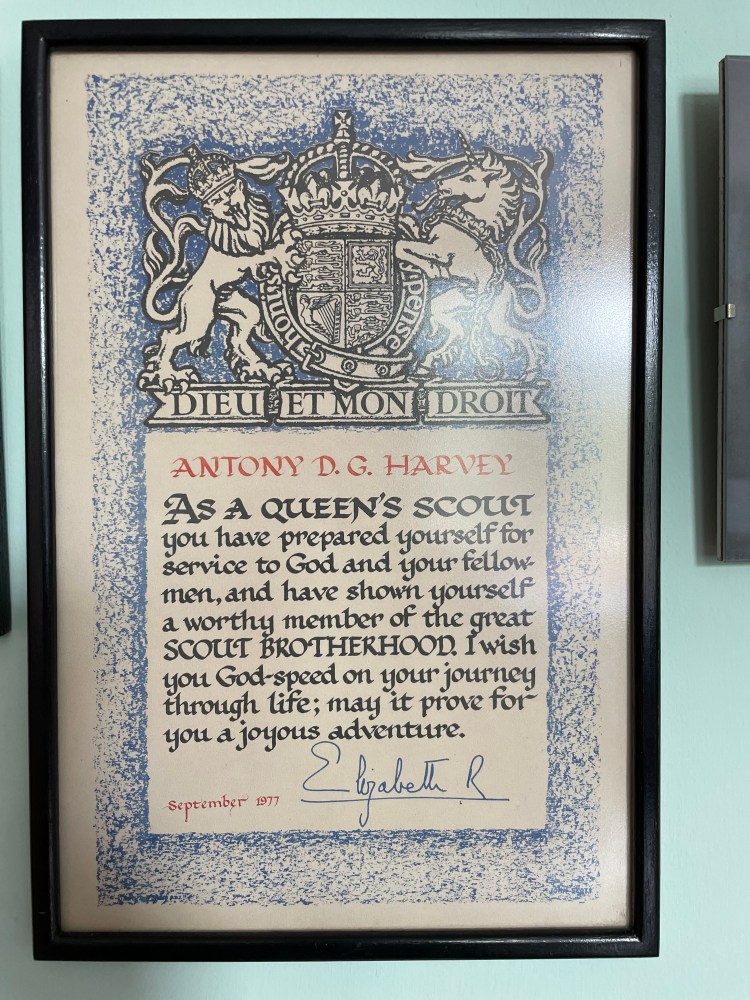 honi
spense
DIEU ET MON DROIT
ANTONY D. G. HARVEY
AS A QUEEN'S SCOUT
you have prepared yourself for
service to God and your fellow-
men, and have shown yourself
a worthy member of the great
SCOUT BROTHERHOOD. I wish
you God-speed on your journey
through life; may it prove for
you a joyous adventure.
Elizabeth R
September 1977